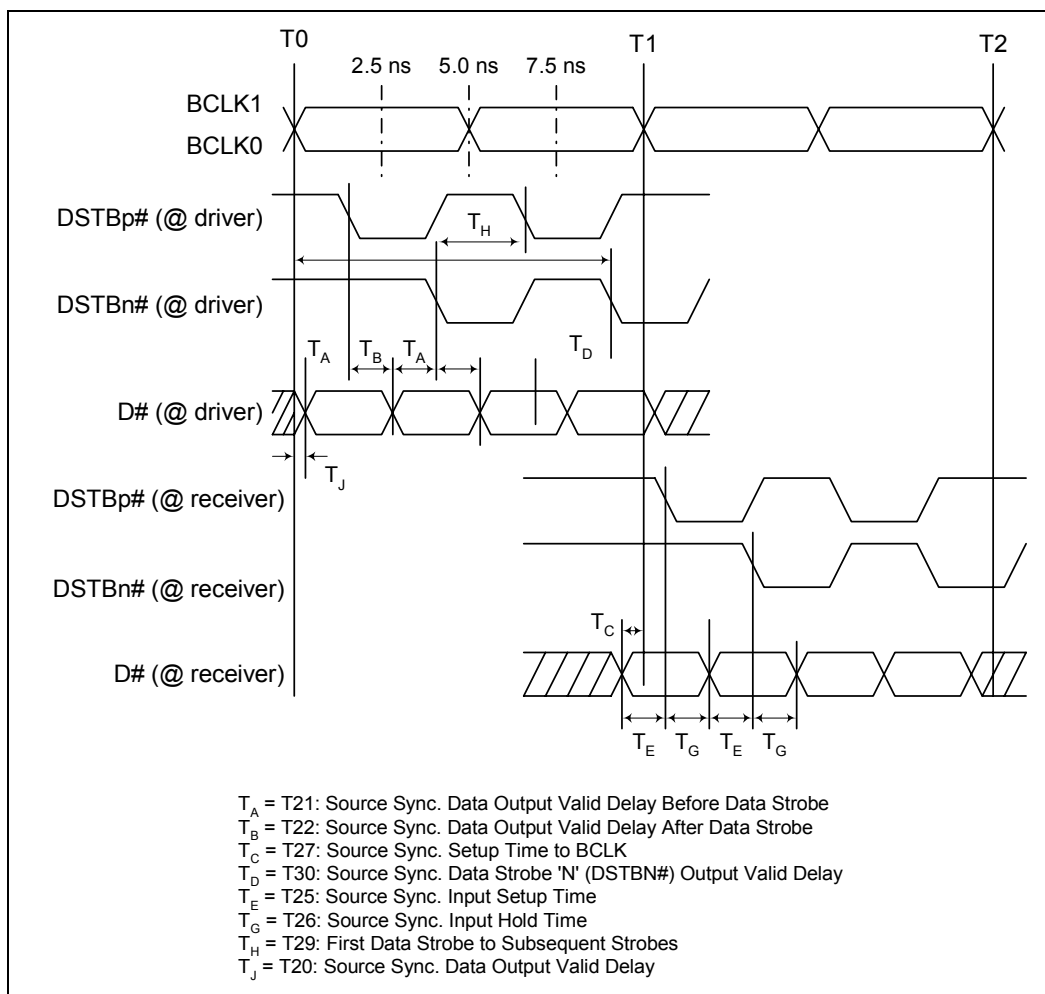 T0 T1 T2
2.5 ns 5.0 ns 7.5 ns
BCLK1
BCLK0
DSTBp# (@ driver)
TH
DSTBn# (@ driver)
TA TB TA TD
D# (@ driver)
TJ
DSTBp# (@ receiver)
DSTBn# (@ receiver)
TC
D# (@ receiver)
TE TG TE TG
TA = T21: Source Sync. Data Output Valid Delay Before Data Strobe
TB = T22: Source Sync. Data Output Valid Delay After Data Strobe
TC = T27: Source Sync. Setup Time to BCLK
TD = T30: Source Sync. Data Strobe 'N' (DSTBN#) Output Valid Delay
TE = T25: Source Sync. Input Setup Time
TG = T26: Source Sync. Input Hold Time
TH = T29: First Data Strobe to Subsequent Strobes
TJ = T20: Source Sync. Data Output Valid Delay